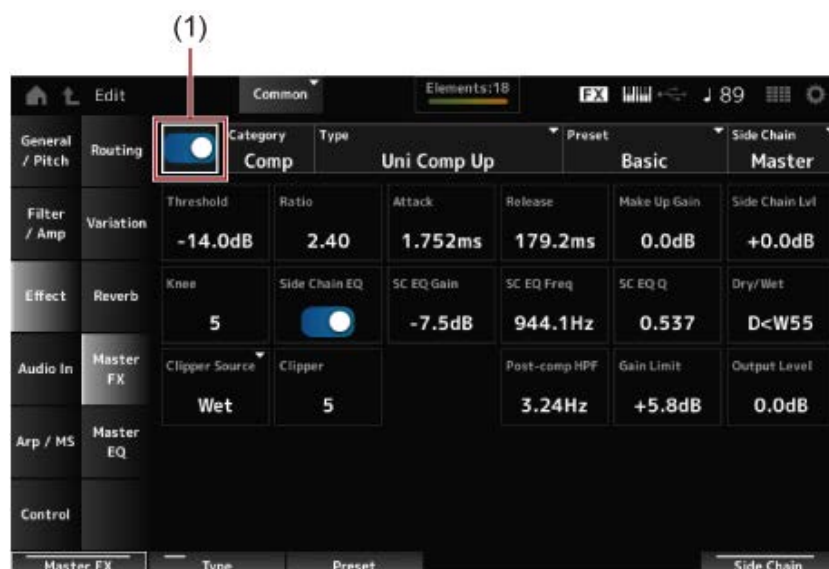 (1)
Edit
Common
Elements:18
FX
89
General / Pitch
Routing
Category
Comp
Type
Uni Comp Up
Preset
Basic
Side Chain
Master
Filter / Amp
Variation
Threshold
-14.0dB
Ratio
2.40
Attack
1.752ms
Release
179.2ms
Make Up Gain
0.0dB
Side Chain Lvl
+0.0dB
Effect
Reverb
Knee
5
Side Chain EQ
SC EQ Gain
-7.5dB
SC EQ Freq
944.1Hz
SC EQ Q
0.537
Dry/Wet
D<W55
Audio In
Master FX
Clipper Source
Wet
Clipper
5
Post-comp HPF
3.24Hz
Gain Limit
+5.8dB
Output Level
0.0dB
Arp / MS
Master EQ
Control
Master FX
Type
Preset
Side Chain